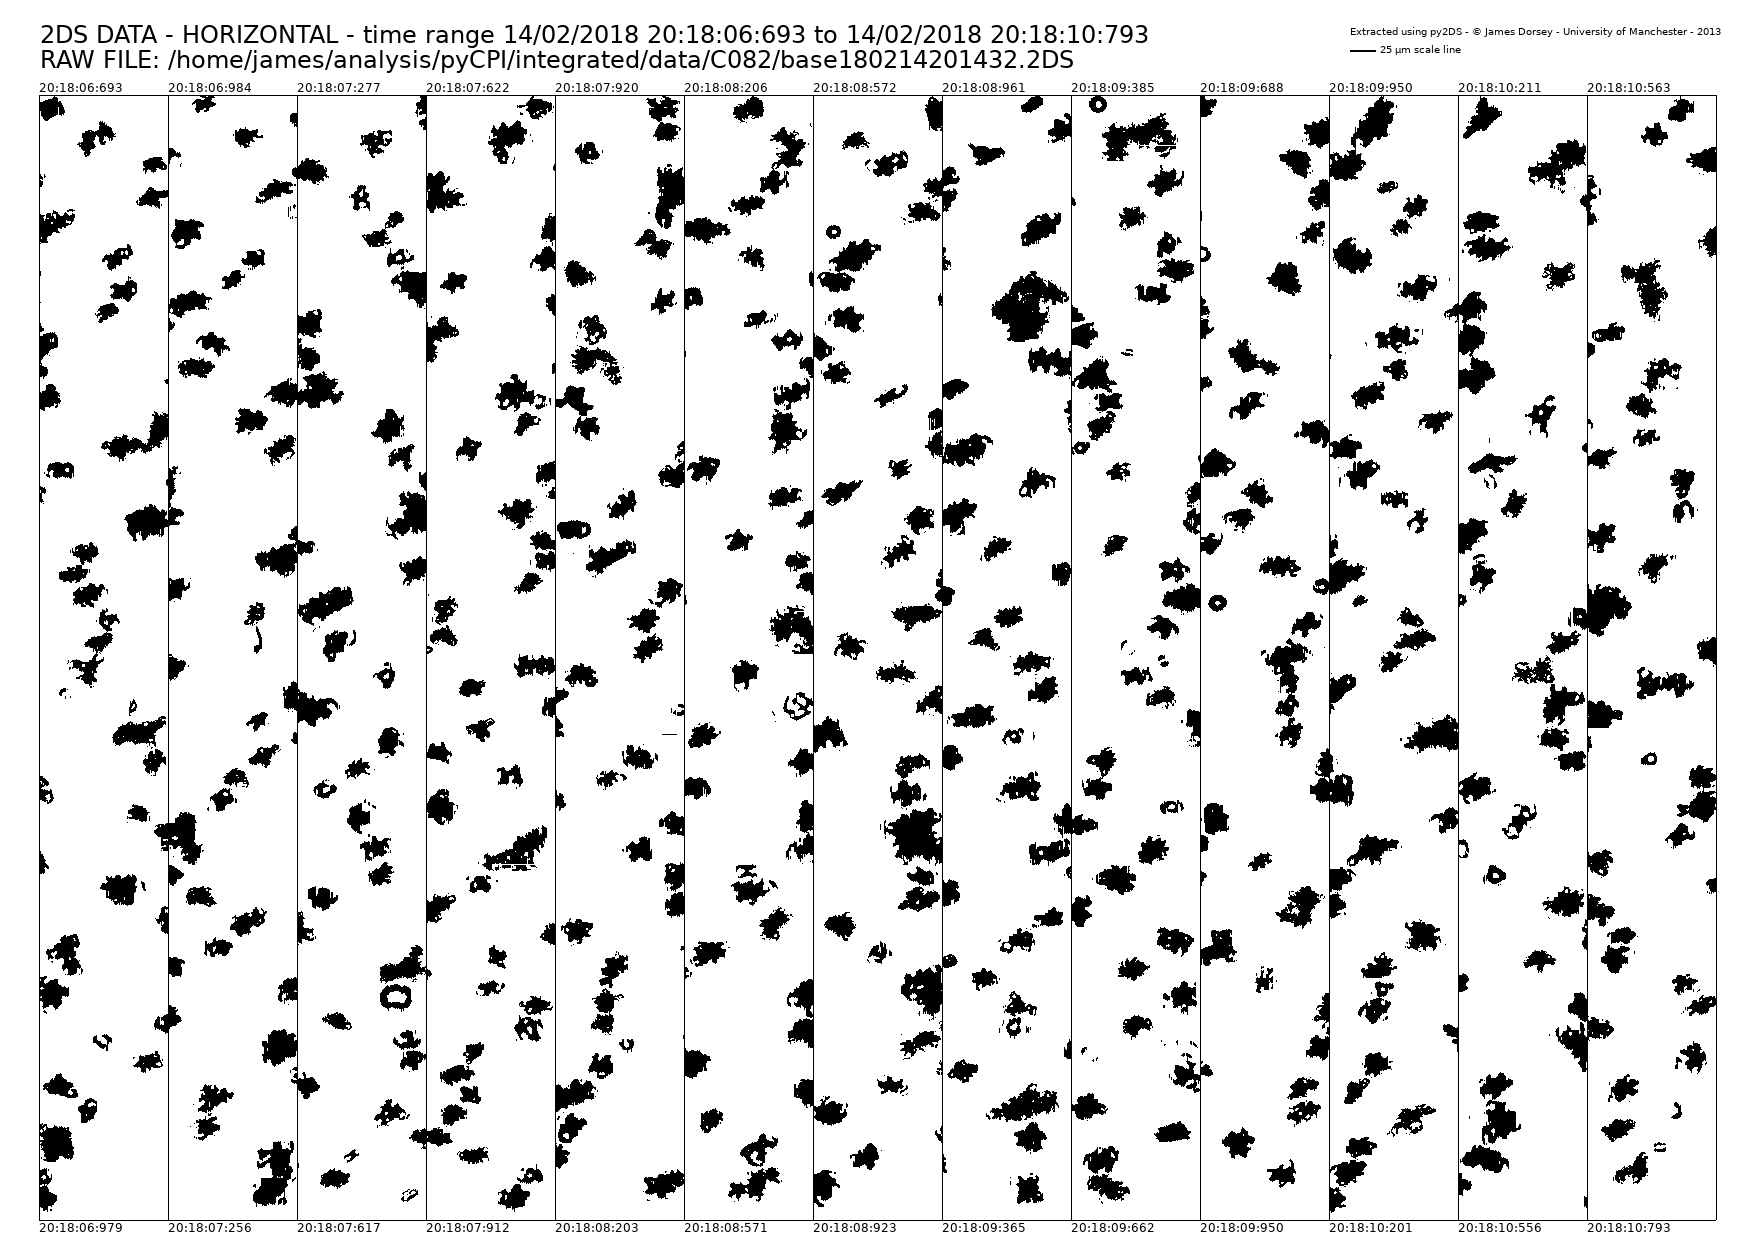 2DS DATA - HORIZONTAL - time range 14/02/2018 20:18:06:693 to 14/02/2018 20:18:10:793
RAW FILE: /home/james/analysis/pyCPI/integrated/data/C082/base180214201432.2DS
Extracted using py2DS - © James Dorsey - University of Manchester - 2013
25 µm scale line
20:18:06:693 20:18:06:984 20:18:07:277 20:18:07:622 20:18:07:920 20:18:08:206 20:18:08:572 20:18:08:961 20:18:09:385 20:18:09:688 20:18:09:950 20:18:10:211 20:18:10:563
20:18:06:979 20:18:07:256 20:18:07:617 20:18:07:912 20:18:08:203 20:18:08:571 20:18:08:923 20:18:09:365 20:18:09:662 20:18:09:950 20:18:10:201 20:18:10:556 20:18:10:793